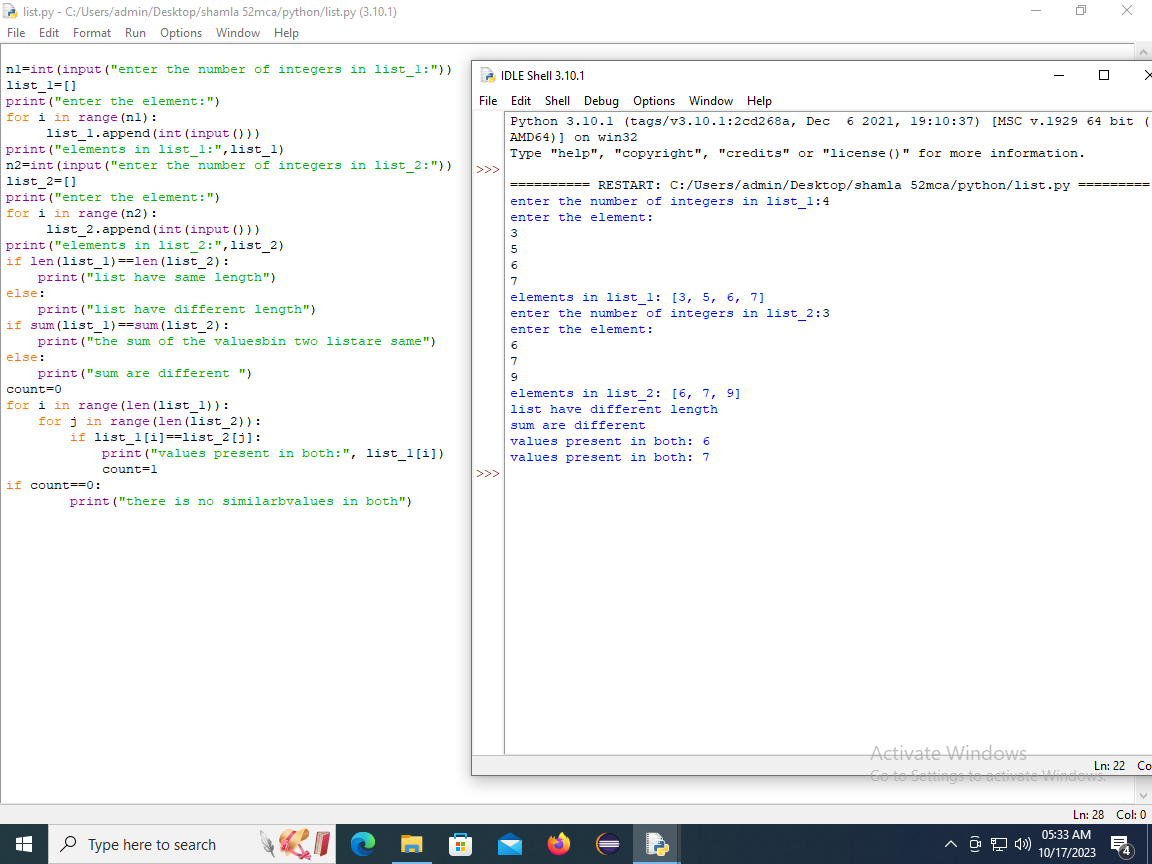 list.py - C:/Users/admin/Desktop/shamla 52mca/python/list.py (3.10.1)
File Edit Format Run Options Window Help
n1=int(input("enter the number of integers in list_1:"))
list_1=[]
print("enter the element:")
for i in range(n1):
     list_1.append(int(input()))
print("elements in list_1:",list_1)
n2=int(input("enter the number of integers in list_2:"))
list_2=[]
print("enter the element:")
for i in range(n2):
     list_2.append(int(input()))
print("elements in list_2:",list_2)
if len(list_1)==len(list_2):
    print("list have same length")
else:
    print("list have different length")
if sum(list_1)==sum(list_2):
    print("the sum of the valuesbin two listare same")
else:
    print("sum are different ")
count=0
for i in range(len(list_1)):
    for j in range(len(list_2)):
        if list_1[i]==list_2[j]:
            print("values present in both:", list_1[i])
            count=1
if count==0:
        print("there is no similarbvalues in both")
IDLE Shell 3.10.1
File Edit Shell Debug Options Window Help
Python 3.10.1 (tags/v3.10.1:2cd268a, Dec  6 2021, 19:10:37) [MSC v.1929 64 bit (
AMD64)] on win32
Type "help", "copyright", "credits" or "license()" for more information.
>>>
========== RESTART: C:/Users/admin/Desktop/shamla 52mca/python/list.py =========
enter the number of integers in list_1:4
enter the element:
3
5
6
7
elements in list_1: [3, 5, 6, 7]
enter the number of integers in list_2:3
enter the element:
6
7
9
elements in list_2: [6, 7, 9]
list have different length
sum are different
values present in both: 6
values present in both: 7
>>>
Activate Windows
Go to Settings to activate Windows.
Ln: 22 Co
Ln: 28 Col: 0
Type here to search
05:33 AM
10/17/2023
4